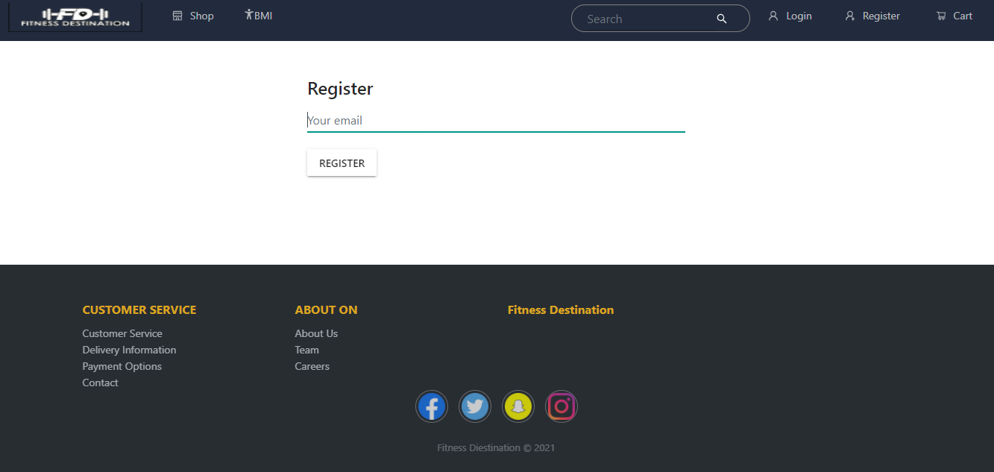 FD
FITNESS DESTINATION
Shop
BMI
Search
Login
Register
Cart
Register
Your email
REGISTER
CUSTOMER SERVICE
Customer Service
Delivery Information
Payment Options
Contact
ABOUT ON
About Us
Team
Careers
Fitness Destination
Fitness Diestination © 2021